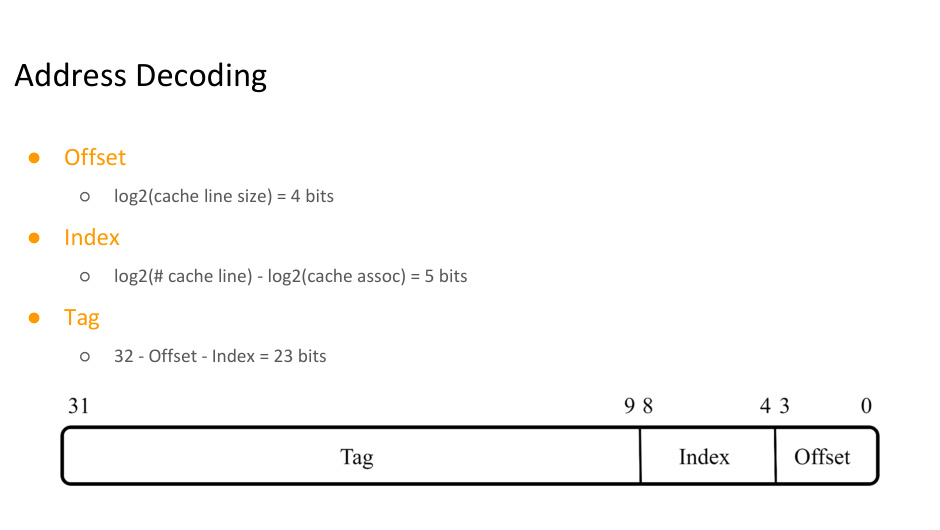 Address Decoding
● Offset
○ log2(cache line size) = 4 bits
● Index
○ log2(# cache line) - log2(cache assoc) = 5 bits
● Tag
○ 32 - Offset - Index = 23 bits
31 9 8 4 3 0
Tag Index Offset